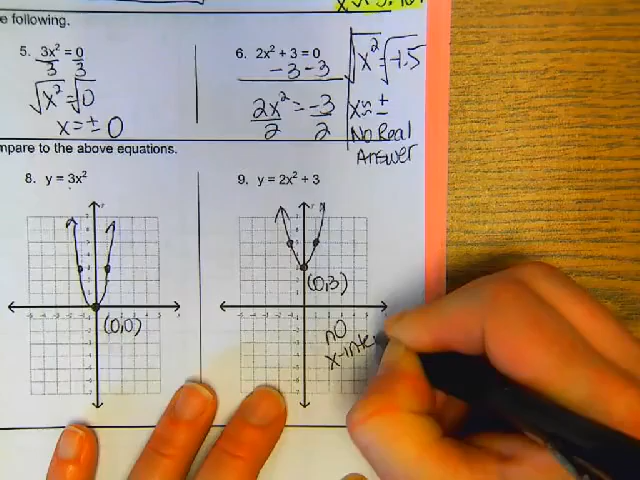 e following.
5. 3x² = 0
3 3
√x² = √0
x = ± 0
6. 2x² + 3 = 0
- 3 - 3
2x² = -3
2 2
√x² = √-1.5
x ≈ ±
No Real
Answer
mpare to the above equations.
8. y = 3x²
(0,0)
9. y = 2x² + 3
(0,3)
no